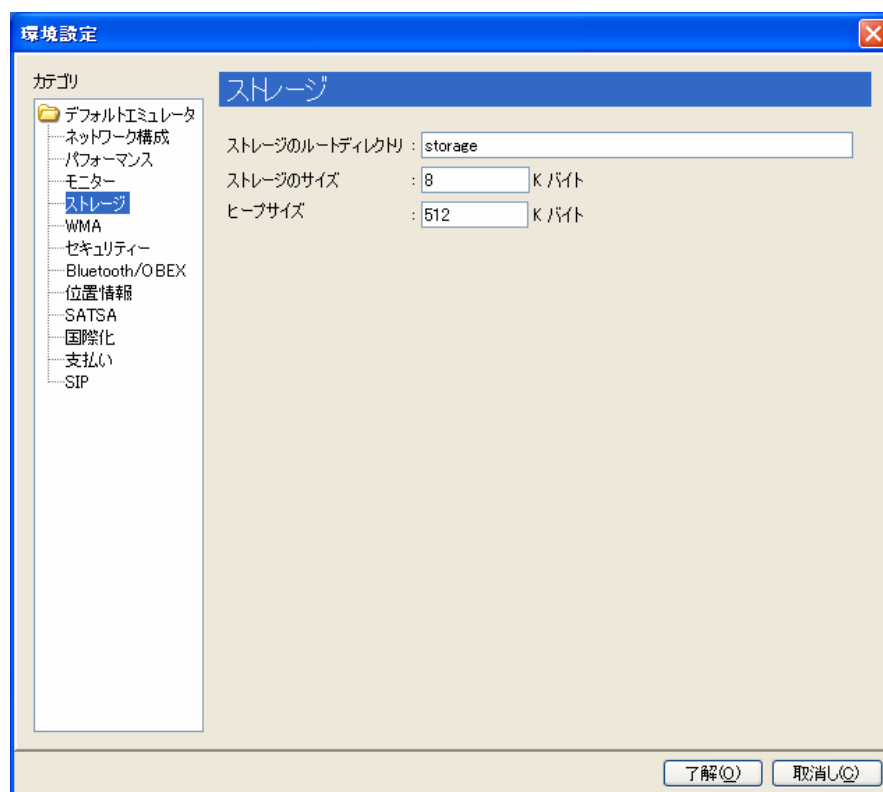 環境設定
カテゴリ
デフォルトエミュレータ
ネットワーク構成
パフォーマンス
モニター
ストレージ
WMA
セキュリティー
Bluetooth/OBEX
位置情報
SATSA
国際化
支払い
SIP
ストレージ
ストレージのルートディレクトリ : storage
ストレージのサイズ : 8 K バイト
ヒープサイズ : 512 K バイト
了解(O) 取消し(C)